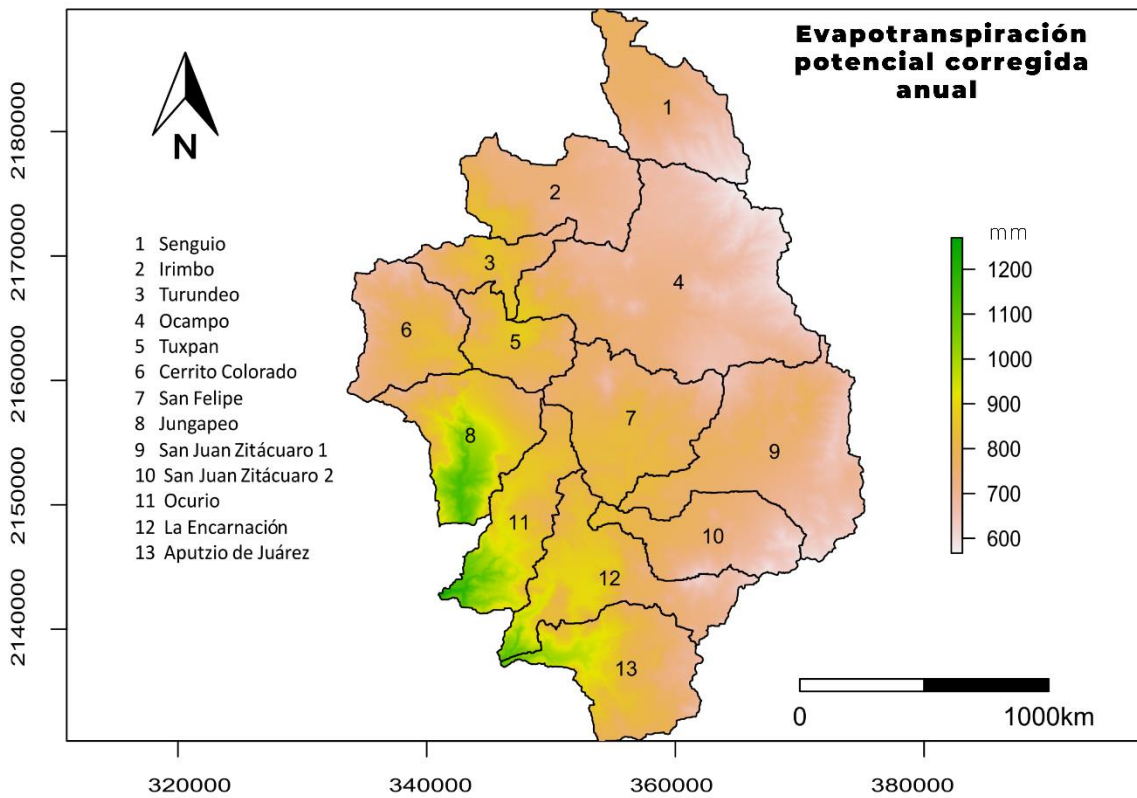 Evapotranspiración
potencial corregida
anual
N
1 Senguio
2 Irimbo
3 Turundeo
4 Ocampo
5 Tuxpan
6 Cerrito Colorado
7 San Felipe
8 Jungapeo
9 San Juan Zitácuaro 1
10 San Juan Zitácuaro 2
11 Ocurio
12 La Encarnación
13 Aputzio de Juárez
1
2
3
4
5
6
7
8
9
10
11
12
13
mm
1200
1100
1000
900
800
700
600
0 1000km
2180000
2170000
2160000
2150000
2140000
320000 340000 360000 380000